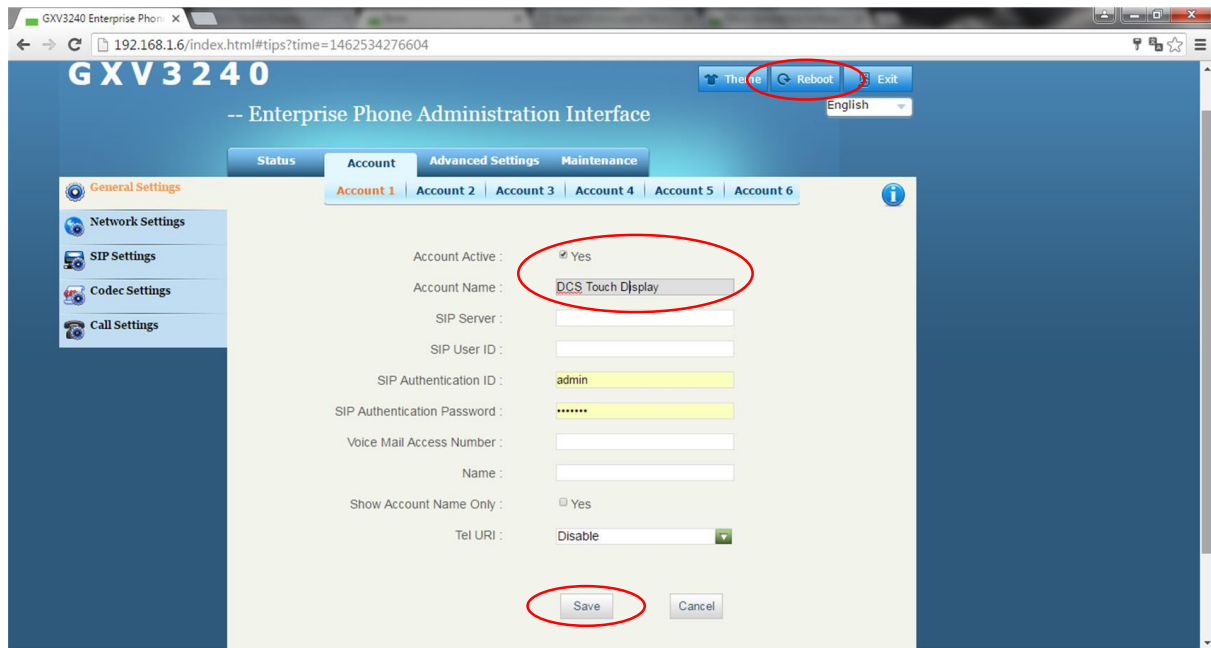 GXV3240 Enterprise Phon
192.168.1.6/index.html#tips?time=1462534276604
GXV3240
Theme Reboot Exit
-- Enterprise Phone Administration Interface
English
Status Account Advanced Settings Maintenance
General Settings
Account 1 Account 2 Account 3 Account 4 Account 5 Account 6
Network Settings
SIP Settings
Codec Settings
Call Settings
Account Active : Yes
Account Name : DCS Touch Display
SIP Server :
SIP User ID :
SIP Authentication ID : admin
SIP Authentication Password : •••••••
Voice Mail Access Number :
Name :
Show Account Name Only : Yes
Tel URI : Disable
Save Cancel